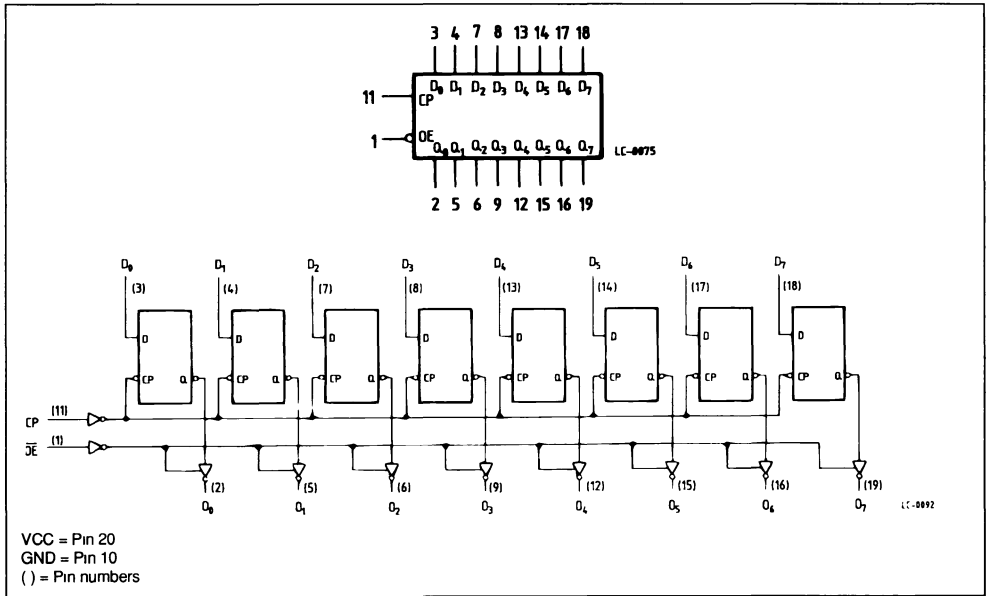 3 4 7 8 13 14 17 18
D0 D1 D2 D3 D4 D5 D6 D7
11 CP
1 OE
Q0 Q1 Q2 Q3 Q4 Q5 Q6 Q7
LC-0075
2 5 6 9 12 15 16 19
D0 D1 D2 D3 D4 D5 D6 D7
(3) (4) (7) (8) (13) (14) (17) (18)
D D D D D D D D
CP Q CP Q CP Q CP Q CP Q CP Q CP Q CP Q
CP (11)
OE (1)
(2) (5) (6) (9) (12) (15) (16) (19)
O0 O1 O2 O3 O4 O5 O6 O7
LC-0092
VCC = Pin 20
GND = Pin 10
( ) = Pin numbers